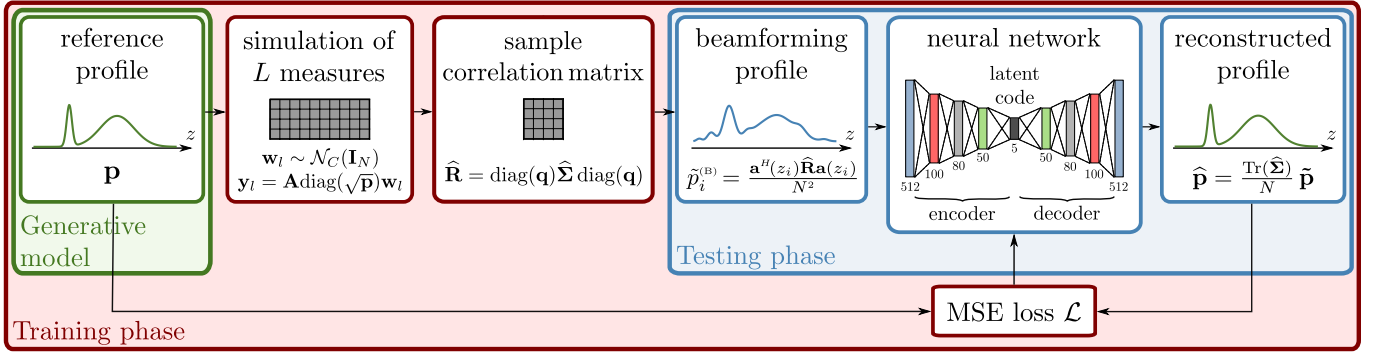 reference
profile
z
p
Generative
model
simulation of
L measures
w_l ∼ 𝒩_C(I_N)
y_l = Adiag(√p)w_l
sample
correlation matrix
R̂ = diag(q)Σ̂ diag(q)
beamforming
profile
z
p̃_i^(B) = a^H(z_i)R̂a(z_i) / N²
neural network
latent
code
512
100
80
50
5
50
80
100
512
encoder
decoder
reconstructed
profile
z
p̂ = Tr(Σ̂)/N p̃
Testing phase
MSE loss ℒ
Training phase